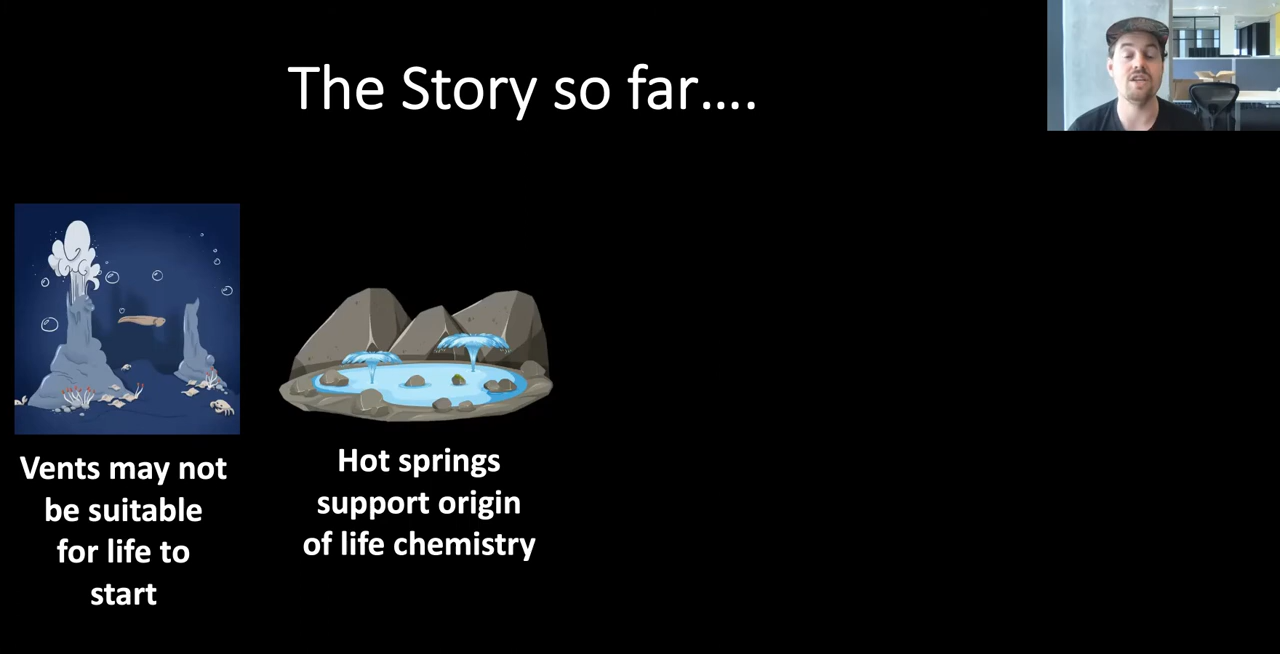 The Story so far....
Vents may not
be suitable
for life to
start
Hot springs
support origin
of life chemistry